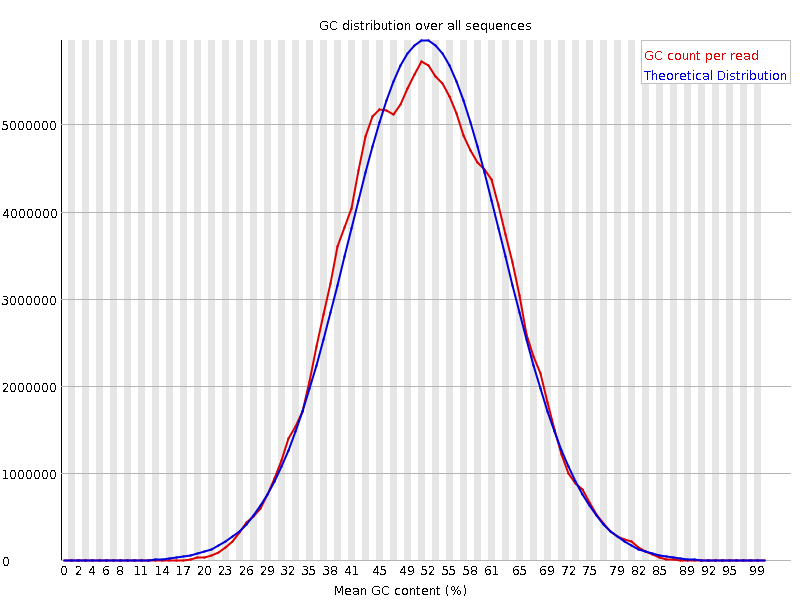 GC distribution over all sequences
GC count per read
Theoretical Distribution
5000000
4000000
3000000
2000000
1000000
0
0 2 4 6 8 11 14 17 20 23 26 29 32 35 38 41 45 49 52 55 58 61 65 69 72 75 79 82 85 89 92 95 99
Mean GC content (%)